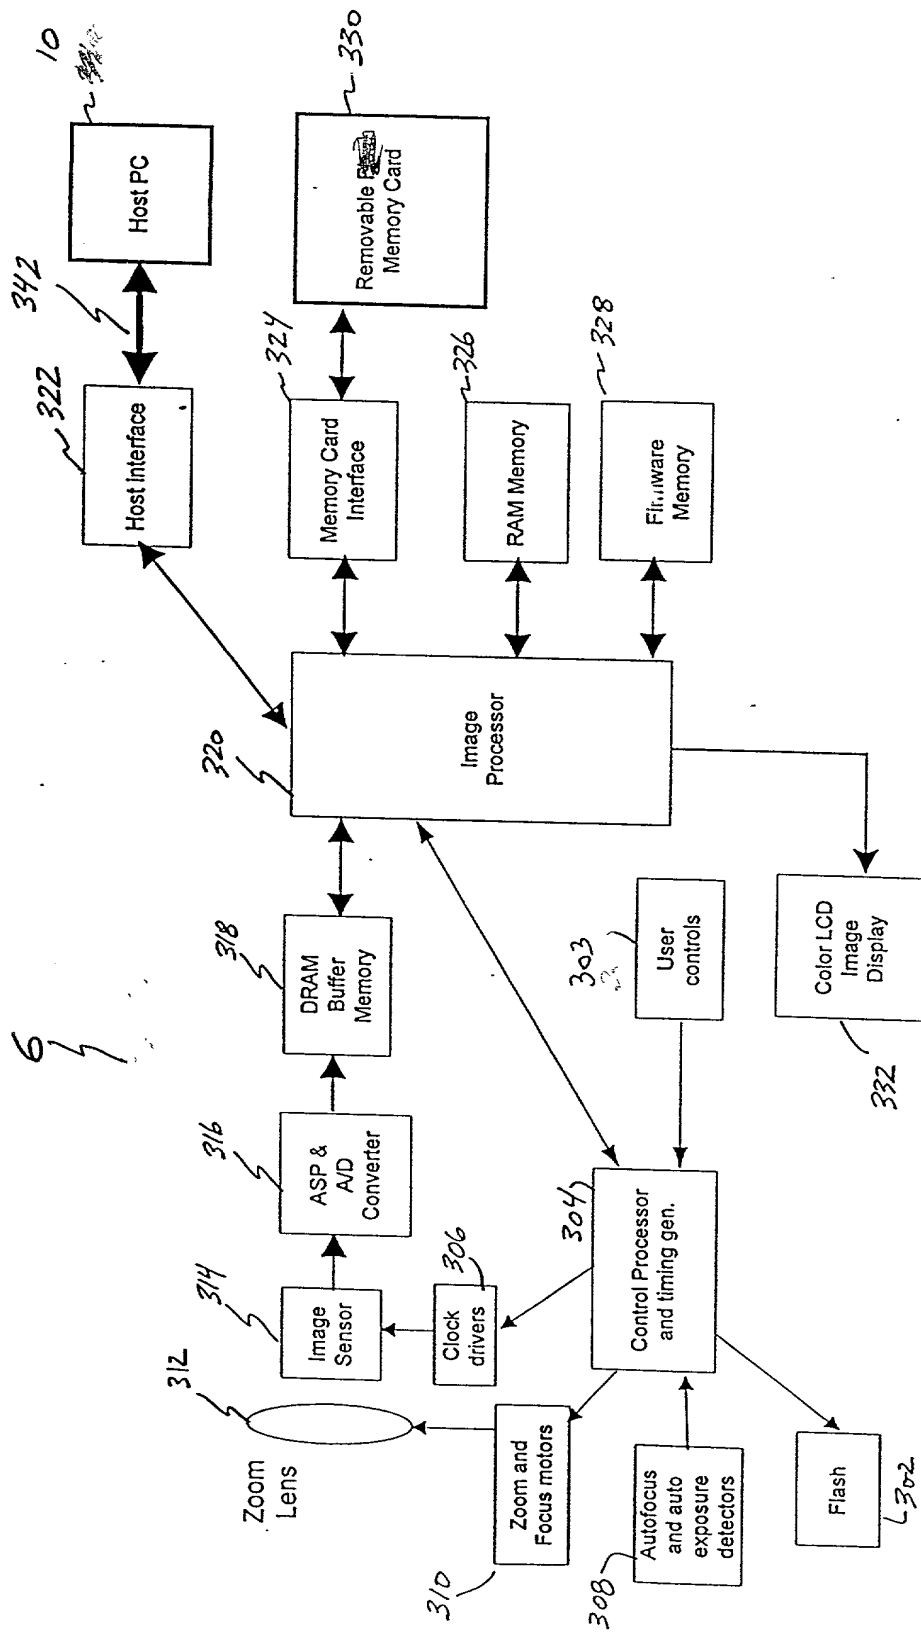 6
10
Host PC
342
322
Host Interface
330
Removable
Memory Card
324
Memory Card
Interface
326
RAM Memory
328
Memory
320
Image
Processor
318
DRAM
Buffer
Memory
316
ASP &
A/D
Converter
314
Image
Sensor
312
Zoom
Lens
306
Clock
drivers
310
Zoom and
Focus motors
304
Control Processor
and timing gen.
303
User
controls
308
Autofocus
and auto
exposure
detectors
Flash
302
Color LCD
Image
Display
332